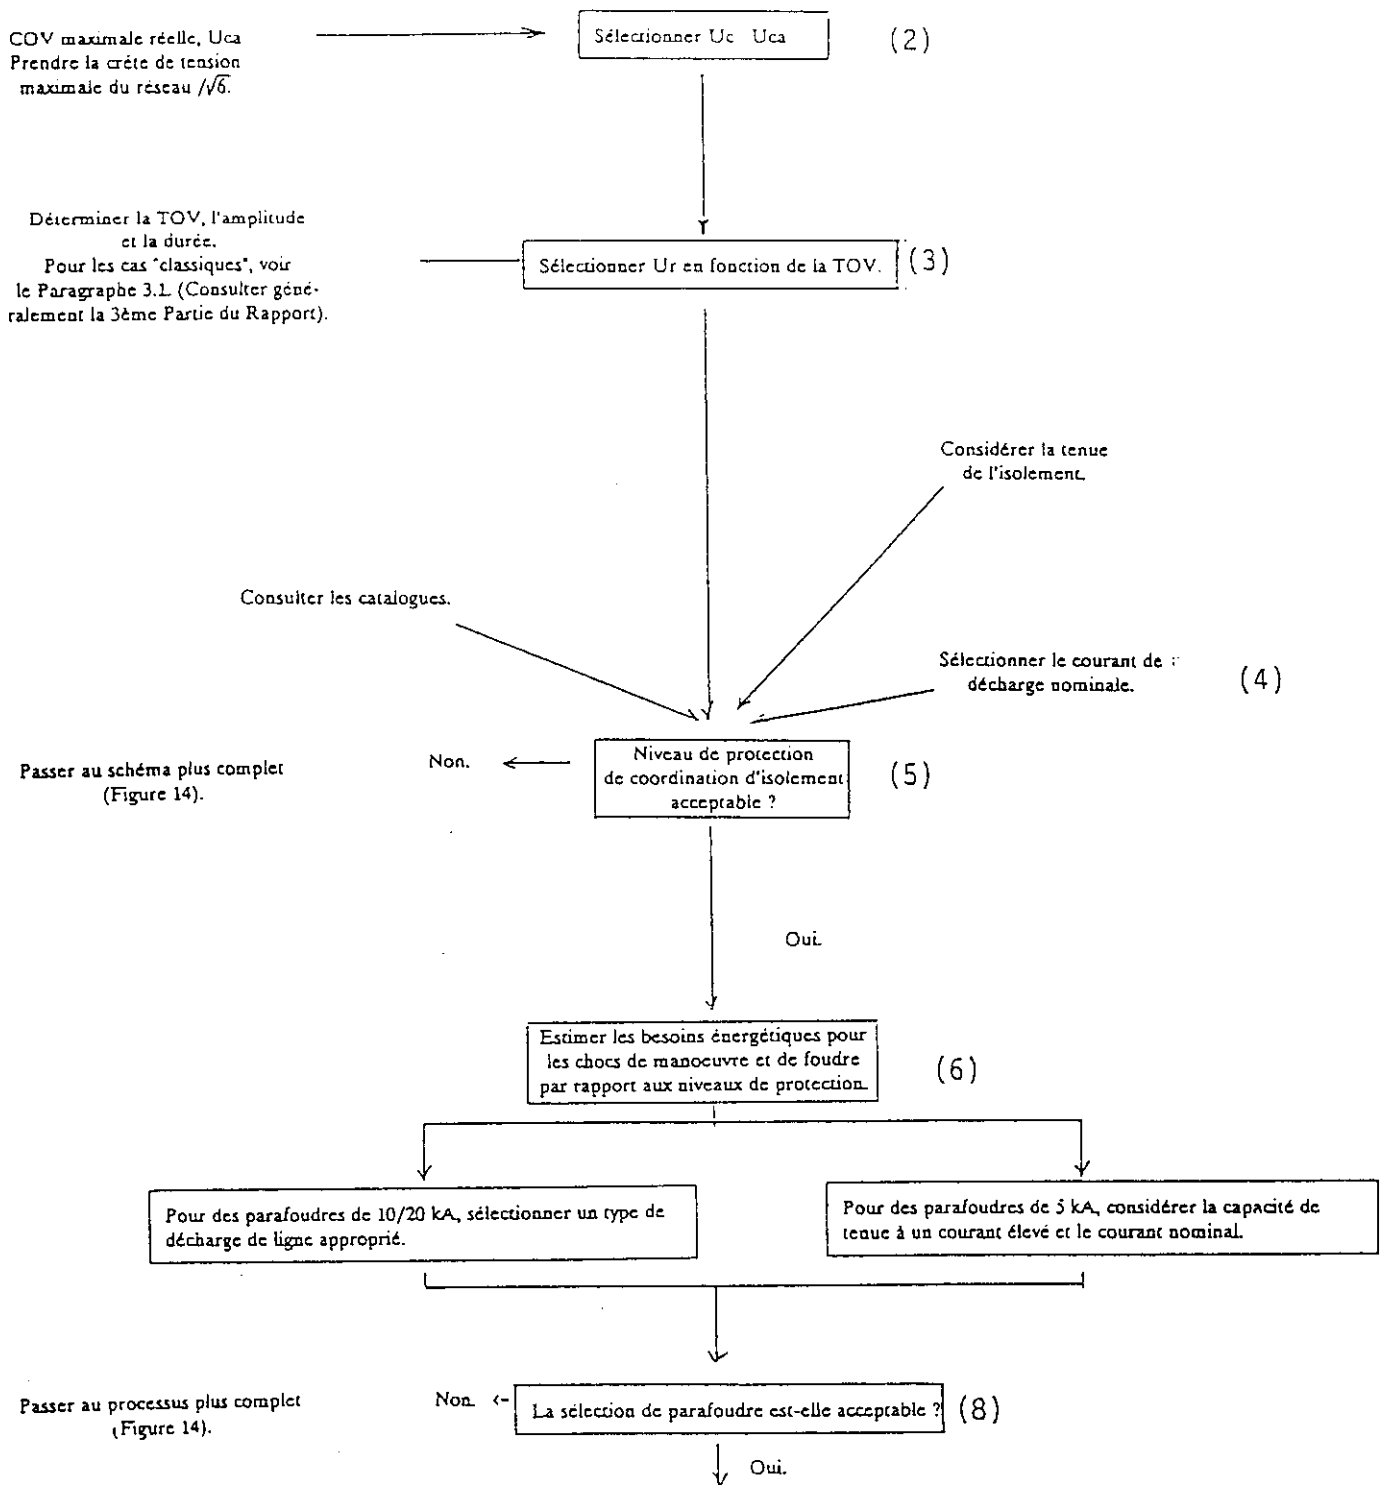 COV maximale réelle, Uca
Prendre la crête de tension
maximale du réseau /√6.
Sélectionner Uc Uca
(2)
Déterminer la TOV, l'amplitude
et la durée.
Pour les cas "classiques", voir
le Paragraphe 3.1. (Consulter géné-
ralement la 3ème Partie du Rapport).
Sélectionner Ur en fonction de la TOV.
(3)
Considérer la tenue
de l'isolement.
Consulter les catalogues.
Sélectionner le courant de
décharge nominale.
(4)
Passer au schéma plus complet
(Figure 14).
Non.
Niveau de protection
de coordination d'isolement
acceptable ?
(5)
Oui.
Estimer les besoins énergétiques pour
les chocs de manoeuvre et de foudre
par rapport aux niveaux de protection.
(6)
Pour des parafoudres de 10/20 kA, sélectionner un type de
décharge de ligne approprié.
Pour des parafoudres de 5 kA, considérer la capacité de
tenue à un courant élevé et le courant nominal.
Passer au processus plus complet
(Figure 14).
Non.
La sélection de parafoudre est-elle acceptable ?
(8)
Oui.